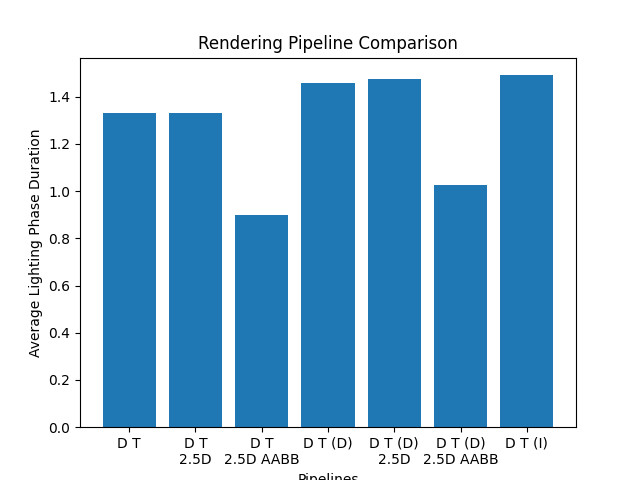 Rendering Pipeline Comparison
Average Lighting Phase Duration
1.4
1.2
1.0
0.8
0.6
0.4
0.2
0.0
D T
D T
2.5D
D T
2.5D AABB
D T (D)
D T (D)
2.5D
D T (D)
2.5D AABB
D T (I)
Pipelines